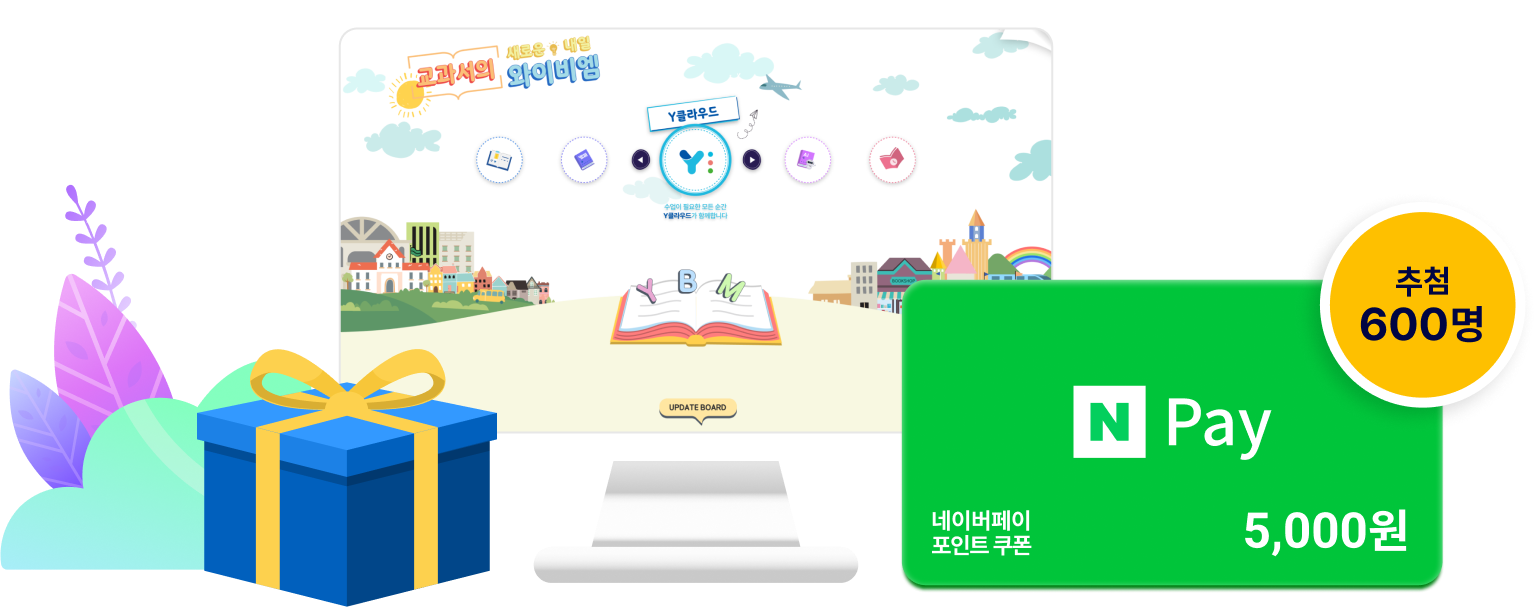 새로운 내일
교과서의 와이비엠
Y클라우드
Y:
수업이 필요한 모든 순간
Y클라우드가 함께합니다
Y B M
BOOKSHOP
UPDATE BOARD
추첨
600명
N Pay
네이버페이
포인트 쿠폰
5,000원